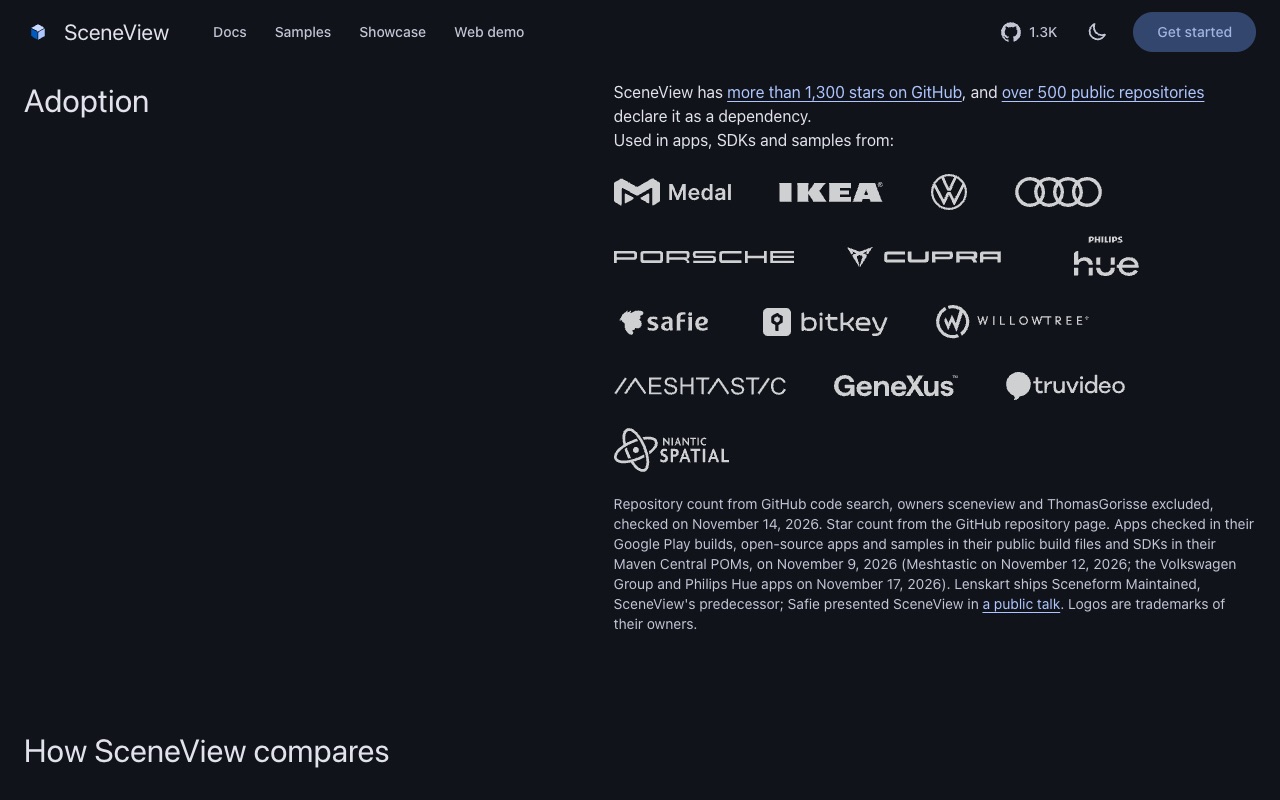 SceneView
Docs
Samples
Showcase
Web demo
1.3K
Get started
Adoption
SceneView has more than 1,300 stars on GitHub, and over 500 public repositories
declare it as a dependency.
Used in apps, SDKs and samples from:
Medal
IKEA®
PORSCHE
CUPRA
PHILIPS
hue
safie
bitkey
WILLOWTREE®
MESHTASTIC
GeneXus™
truvideo
NIANTIC
SPATIAL
Repository count from GitHub code search, owners sceneview and ThomasGorisse excluded,
checked on November 14, 2026. Star count from the GitHub repository page. Apps checked in their
Google Play builds, open-source apps and samples in their public build files and SDKs in their
Maven Central POMs, on November 9, 2026 (Meshtastic on November 12, 2026; the Volkswagen
Group and Philips Hue apps on November 17, 2026). Lenskart ships Sceneform Maintained,
SceneView's predecessor; Safie presented SceneView in a public talk. Logos are trademarks of
their owners.
How SceneView compares